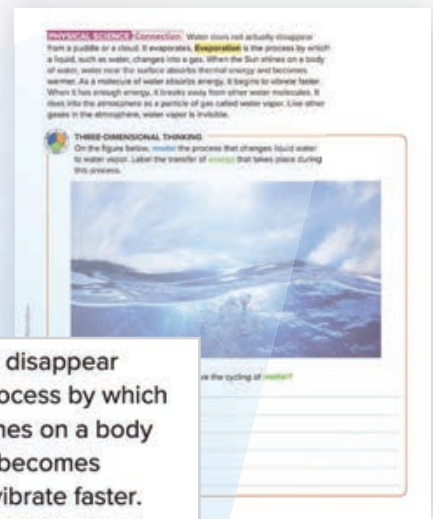 PHYSICAL SCIENCE Connection Water does not actually disappear
from a puddle or a cloud. It evaporates. Evaporation is the process by which
a liquid, such as water, changes into a gas. When the Sun shines on a body
of water, water near the surface absorbs thermal energy and becomes
warmer. As a molecule of water absorbs energy, it begins to vibrate faster.
When it has enough energy, it breaks away from other water molecules. It
rises into the atmosphere as a particle of gas called water vapor. Like other
gases in the atmosphere, water vapor is invisible.
THREE-DIMENSIONAL THINKING
On the figure below, model the process that changes liquid water
to water vapor. Label the transfer of energy that takes place during
this process.
ve the cycling of matter?
disappear
ocess by which
nes on a body
becomes
vibrate faster.